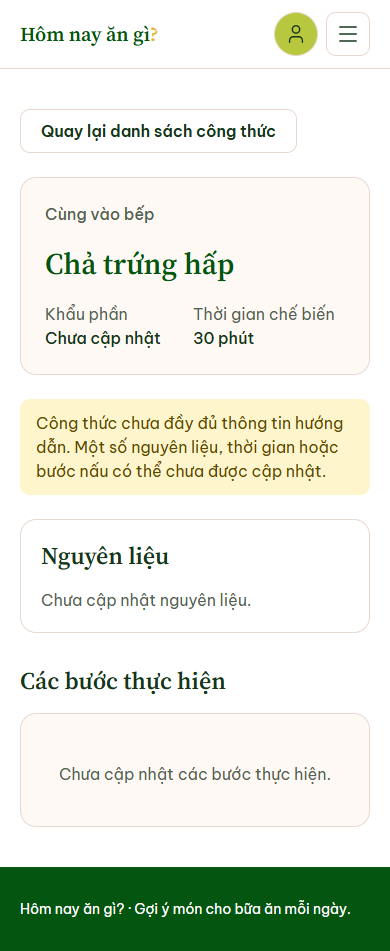 Hôm nay ăn gì?
Quay lại danh sách công thức
Cùng vào bếp
Chả trứng hấp
Khẩu phần
Chưa cập nhật
Thời gian chế biến
30 phút
Công thức chưa đầy đủ thông tin hướng
dẫn. Một số nguyên liệu, thời gian hoặc
bước nấu có thể chưa được cập nhật.
Nguyên liệu
Chưa cập nhật nguyên liệu.
Các bước thực hiện
Chưa cập nhật các bước thực hiện.
Hôm nay ăn gì? · Gợi ý món cho bữa ăn mỗi ngày.